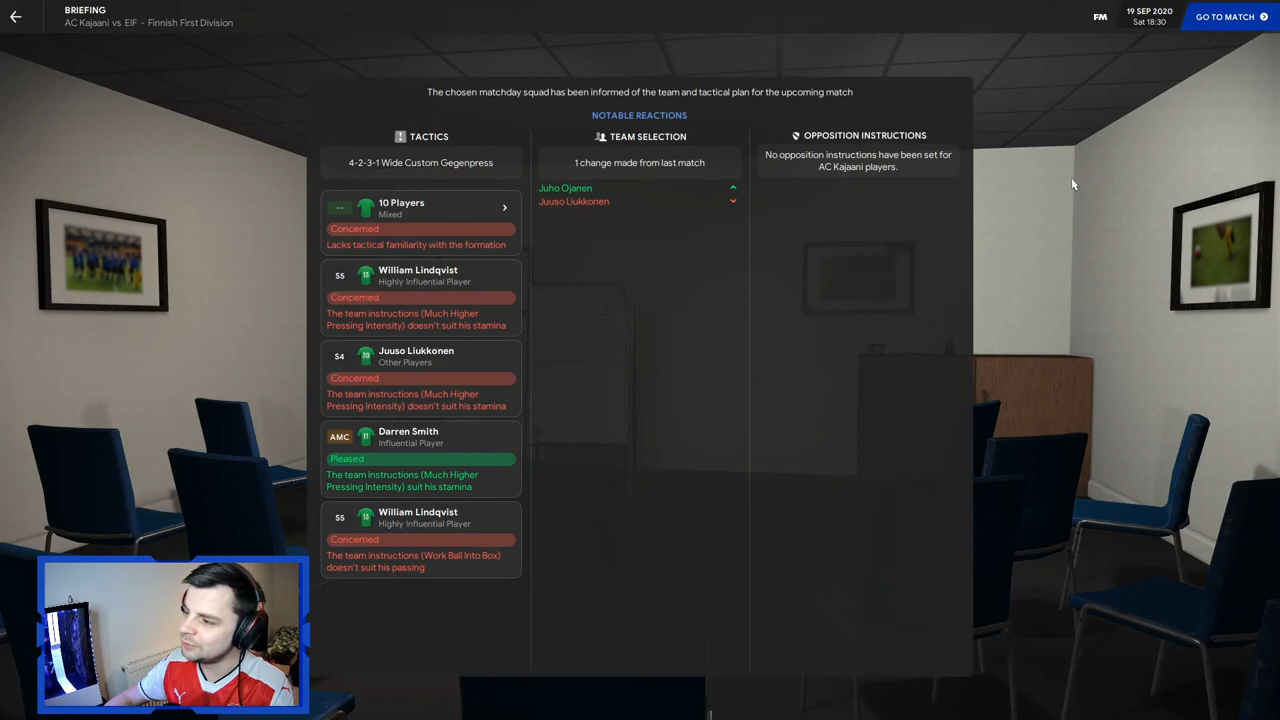 BRIEFING
AC Kajaani vs EIF - Finnish First Division
FM
19 SEP 2020
Sat 18:30
GO TO MATCH
The chosen matchday squad has been informed of the team and tactical plan for the upcoming match
NOTABLE REACTIONS
TACTICS
4-2-3-1 Wide Custom Gegenpress
-- 10 Players
Mixed
Concerned
Lacks tactical familiarity with the formation
S5 13 William Lindqvist
Highly Influential Player
Concerned
The team instructions (Much Higher
Pressing Intensity) doesn't suit his stamina
S4 Juuso Liukkonen
Other Players
Concerned
The team instructions (Much Higher
Pressing Intensity) doesn't suit his stamina
AMC 11 Darren Smith
Influential Player
Pleased
The team instructions (Much Higher
Pressing Intensity) suit his stamina
S5 13 William Lindqvist
Highly Influential Player
Concerned
The team instructions (Work Ball Into Box)
doesn't suit his passing
TEAM SELECTION
1 change made from last match
Juho Ojanen
Juuso Liukkonen
OPPOSITION INSTRUCTIONS
No opposition instructions have been set for
AC Kajaani players.